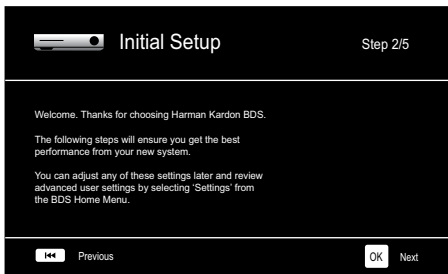 Initial Setup
Step 2/5
Welcome. Thanks for choosing Harman Kardon BDS.
The following steps will ensure you get the best
performance from your new system.
You can adjust any of these settings later and review
advanced user settings by selecting ‘Settings’ from
the BDS Home Menu.
Previous
OK Next